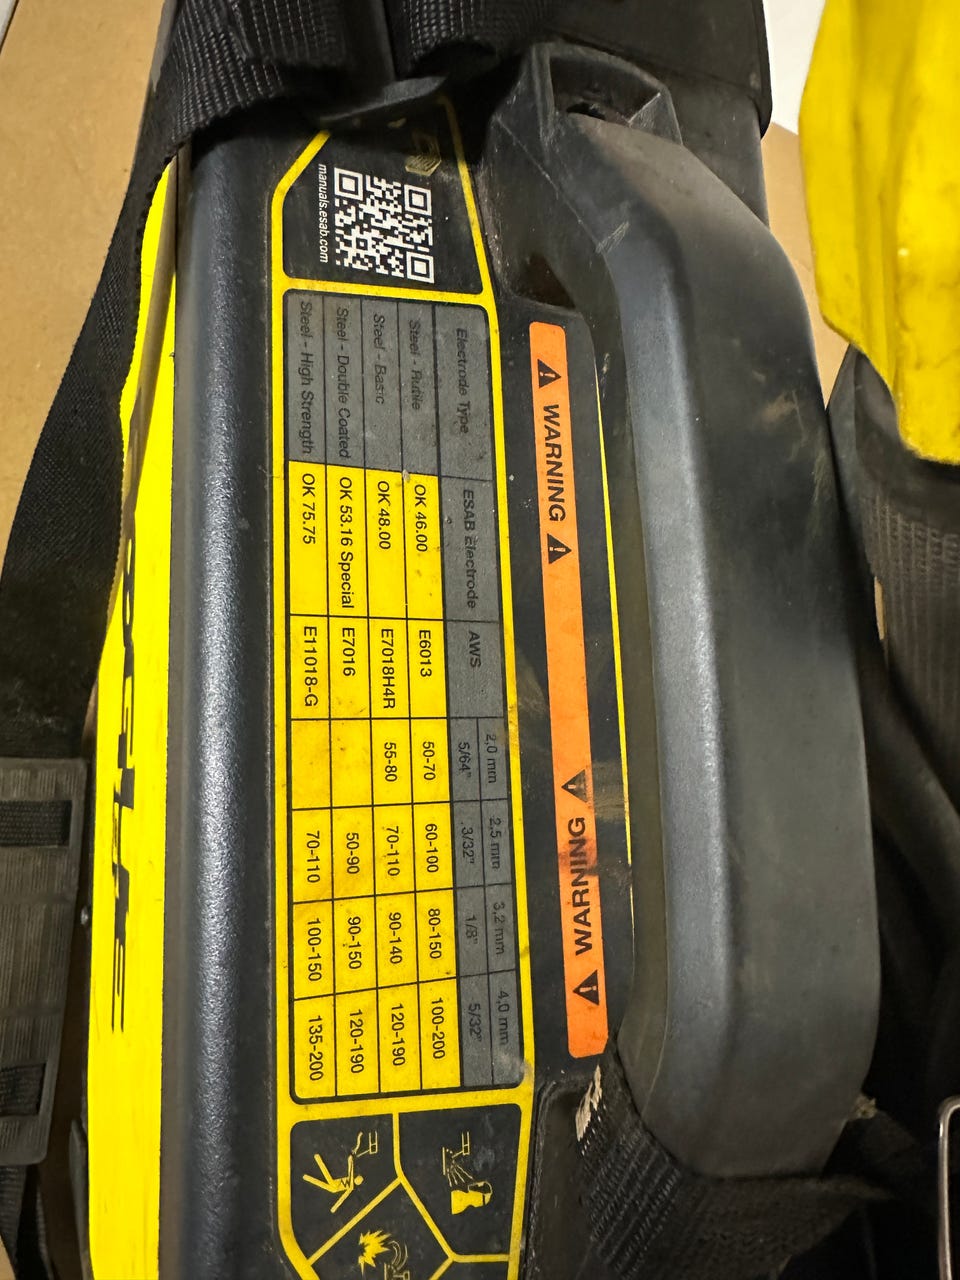 manuals.esab.com
Electrode Type ESAB Electrode AWS 2,0 mm 2,5 mm 3,2 mm 4,0 mm
5/64" 3/32" 1/8" 5/32"
Steel - Rutile OK 46.00 E6013 50-70 60-100 80-150 100-200
Steel - Basic OK 48.00 E7018H4R 55-80 70-110 90-140 120-190
Steel - Double Coated OK 53.16 Special E7016 50-90 90-150 120-190
Steel - High Strength OK 75.75 E11018-G 70-110 100-150 135-200
WARNING
WARNING